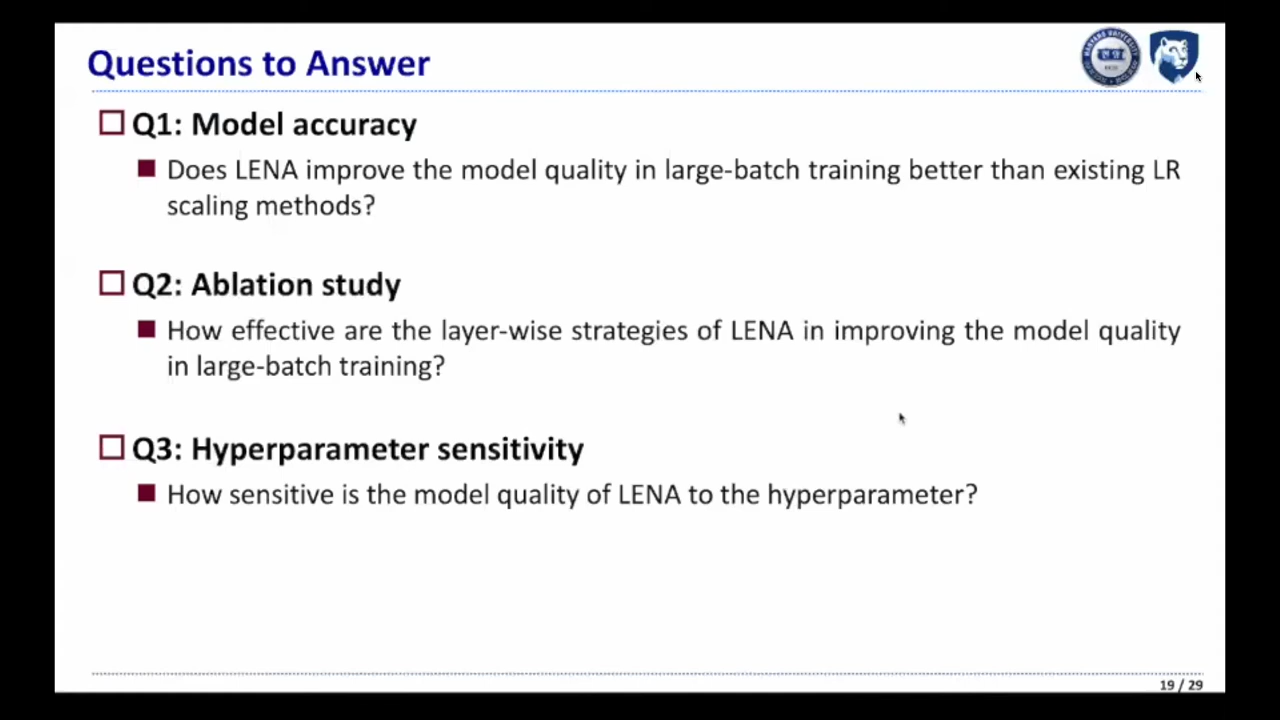 Questions to Answer
Q1: Model accuracy
Does LENA improve the model quality in large-batch training better than existing LR
scaling methods?
Q2: Ablation study
How effective are the layer-wise strategies of LENA in improving the model quality
in large-batch training?
Q3: Hyperparameter sensitivity
How sensitive is the model quality of LENA to the hyperparameter?
19 / 29